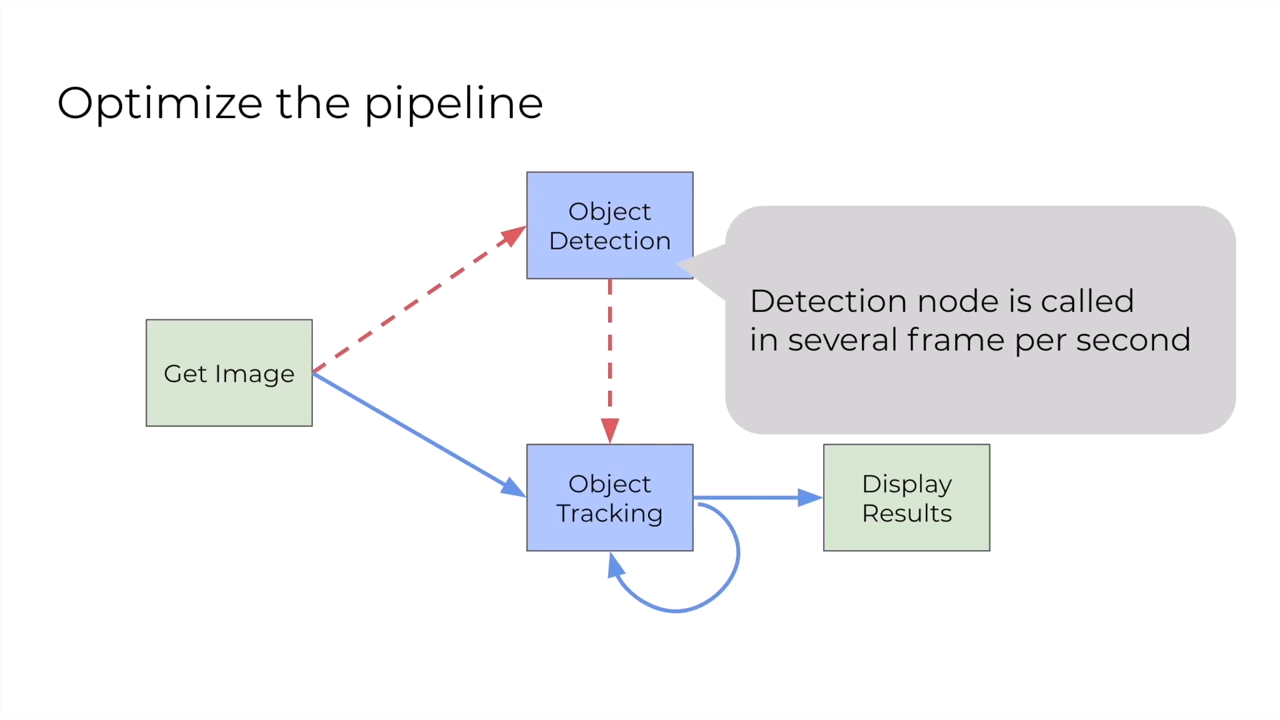 Optimize the pipeline
Object
Detection
Detection node is called
in several frame per second
Get Image
Object
Tracking
Display
Results